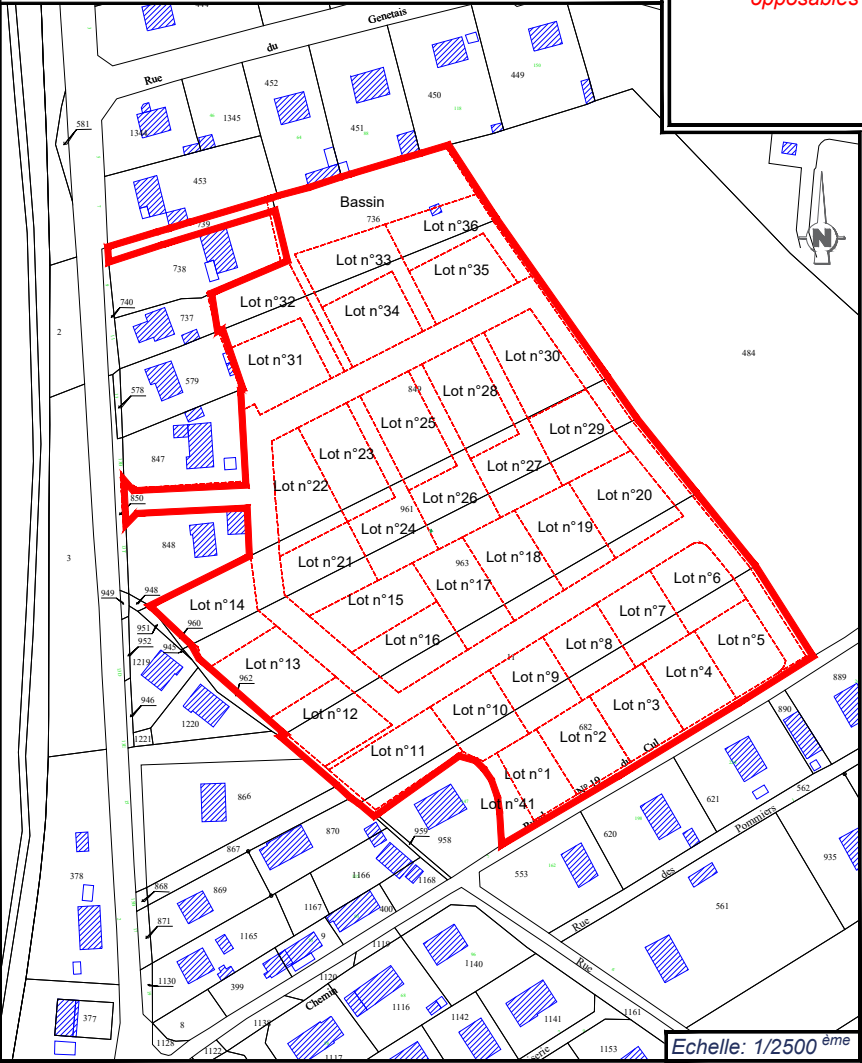 opposables
Genetais
du
Rue
452
450
449
1345
451
581
453
739
738
740
737
578
579
847
850
848
2
3
484
Bassin
736
Lot n°36
Lot n°33
Lot n°35
Lot n°32
Lot n°34
Lot n°31
Lot n°30
Lot n°28
Lot n°25
Lot n°29
Lot n°23
Lot n°27
Lot n°22
Lot n°20
Lot n°26
961
Lot n°19
Lot n°24
Lot n°18
Lot n°21
963
Lot n°17
Lot n°6
Lot n°15
Lot n°14
Lot n°7
Lot n°16
Lot n°5
Lot n°8
Lot n°13
Lot n°4
Lot n°9
Lot n°3
Lot n°10
Lot n°12
Lot n°2
682
Lot n°11
Lot n°1
Lot n°41
N° 19
du
Cul
N
949
948
951
960
952
945
1219
962
946
1220
1221
866
870
867
959
958
868
869
871
1166
1168
1167
400
1165
9
1119
1130
399
1120
1140
8
1128
1122
Chemin
1116
1142
1141
1161
1153
1117
378
377
889
890
562
621
620
553
561
935
Rue
des
Pommiers
Rue
Echelle: 1/2500 ème